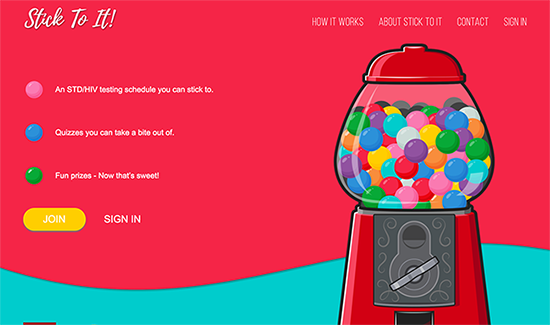 Stick To It!
HOW IT WORKS
ABOUT STICK TO IT
CONTACT
SIGN IN
An STD/HIV testing schedule you can stick to.
Quizzes you can take a bite out of.
Fun prizes - Now that's sweet!
JOIN
SIGN IN